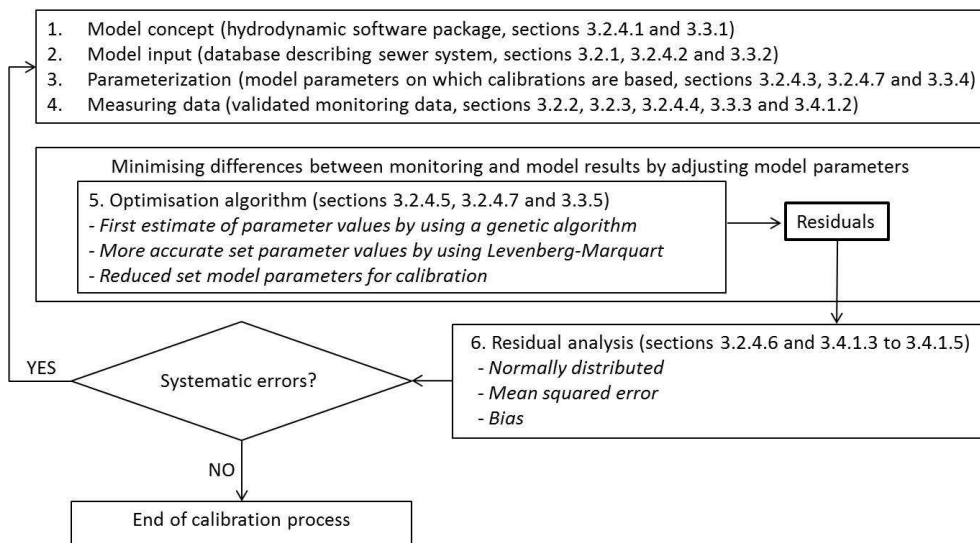 1. Model concept (hydrodynamic software package, sections 3.2.4.1 and 3.3.1)
2. Model input (database describing sewer system, sections 3.2.1, 3.2.4.2 and 3.3.2)
3. Parameterization (model parameters on which calibrations are based, sections 3.2.4.3, 3.2.4.7 and 3.3.4)
4. Measuring data (validated monitoring data, sections 3.2.2, 3.2.3, 3.2.4.4, 3.3.3 and 3.4.1.2)
Minimising differences between monitoring and model results by adjusting model parameters
5. Optimisation algorithm (sections 3.2.4.5, 3.2.4.7 and 3.3.5)
- First estimate of parameter values by using a genetic algorithm
- More accurate set parameter values by using Levenberg-Marquart
- Reduced set model parameters for calibration
Residuals
6. Residual analysis (sections 3.2.4.6 and 3.4.1.3 to 3.4.1.5)
- Normally distributed
- Mean squared error
- Bias
Systematic errors?
YES
NO
End of calibration process